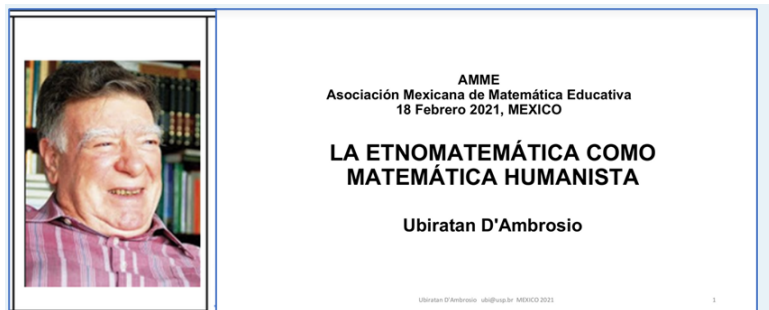 AMME
Asociación Mexicana de Matemática Educativa
18 Febrero 2021, MEXICO
LA ETNOMATEMÁTICA COMO
MATEMÁTICA HUMANISTA
Ubiratan D'Ambrosio
Ubiratan D'Ambrosio ubi@usp.br MEXICO 2021
1